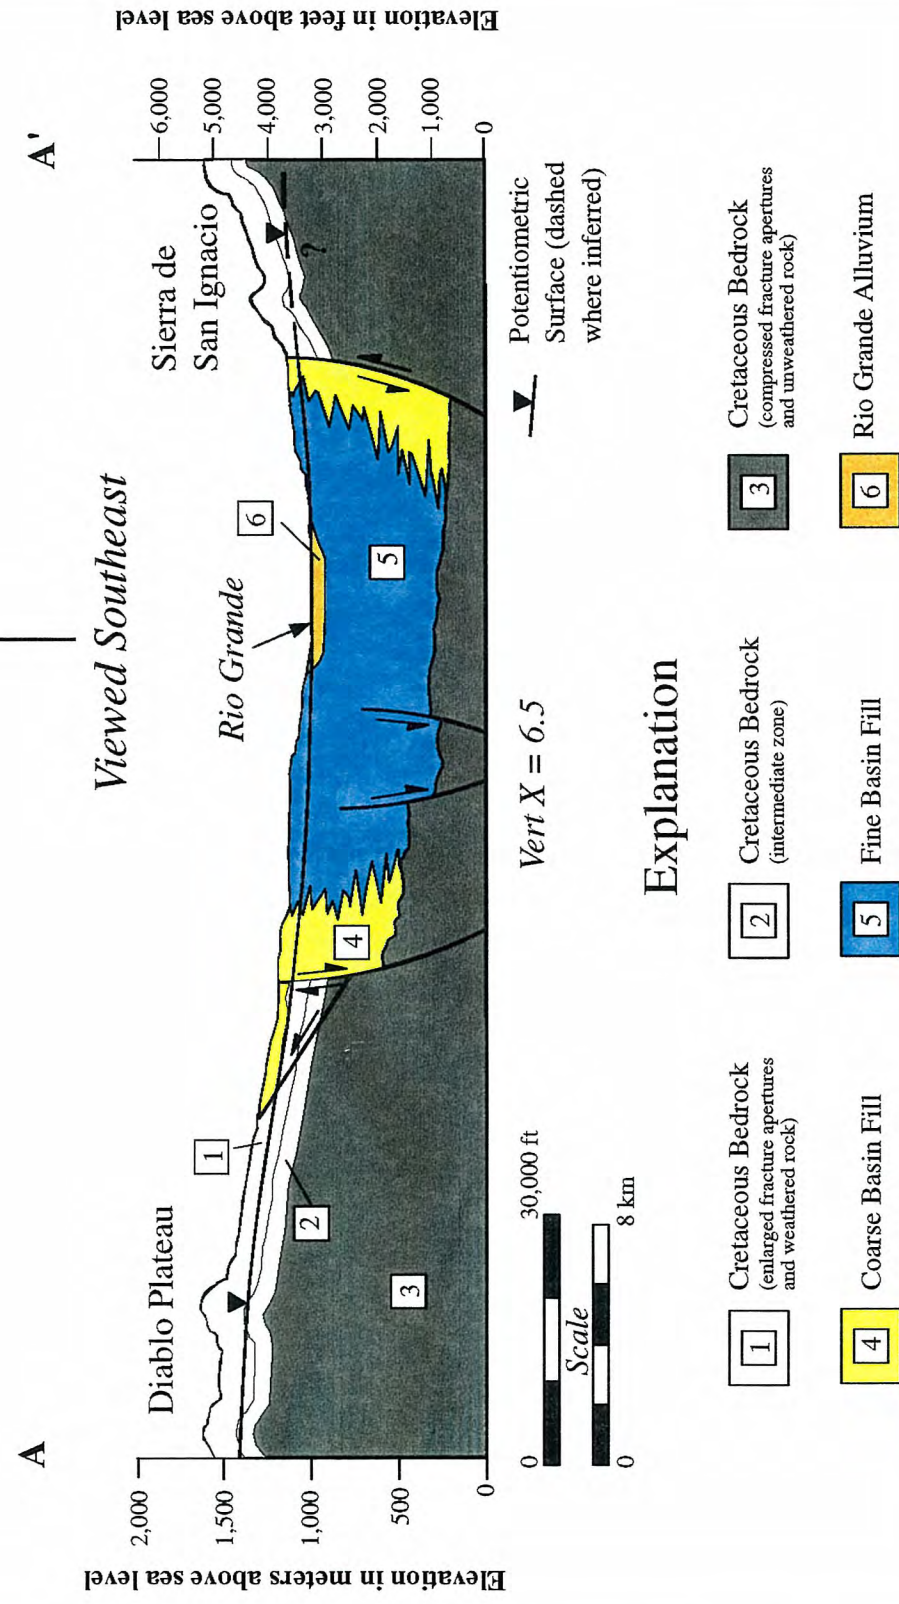 A
A'
Viewed Southeast
Diablo Plateau
Rio Grande
Sierra de
San Ignacio
Elevation in meters above sea level
2,000
1,500
1,000
500
0
Elevation in feet above sea level
6,000
5,000
4,000
3,000
2,000
1,000
0
1
2
3
4
5
6
?
0
30,000 ft
Scale
0
8 km
Vert X = 6.5
Potentiometric
Surface (dashed
where inferred)
Explanation
1
Cretaceous Bedrock
(enlarged fracture apertures
and weathered rock)
2
Cretaceous Bedrock
(intermediate zone)
3
Cretaceous Bedrock
(compressed fracture apertures
and unweathered rock)
4
Coarse Basin Fill
5
Fine Basin Fill
6
Rio Grande Alluvium